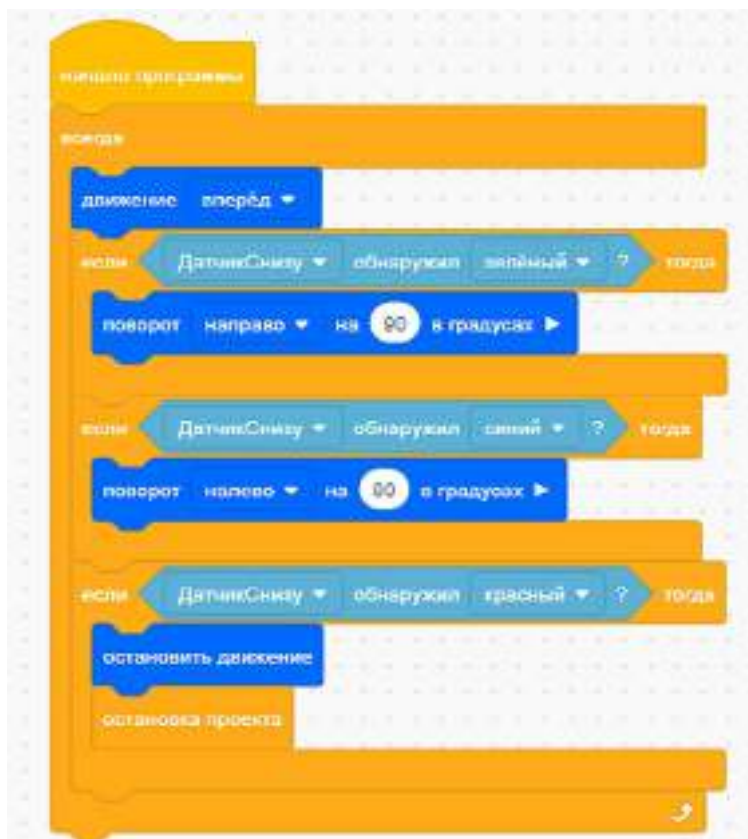 начало программы
всегда
движение вперёд
если ДатчикСнизу обнаружил зелёный ? тогда
поворот направо на 90 в градусах
если ДатчикСнизу обнаружил синий ? тогда
поворот налево на 90 в градусах
если ДатчикСнизу обнаружил красный ? тогда
остановить движение
остановка проекта